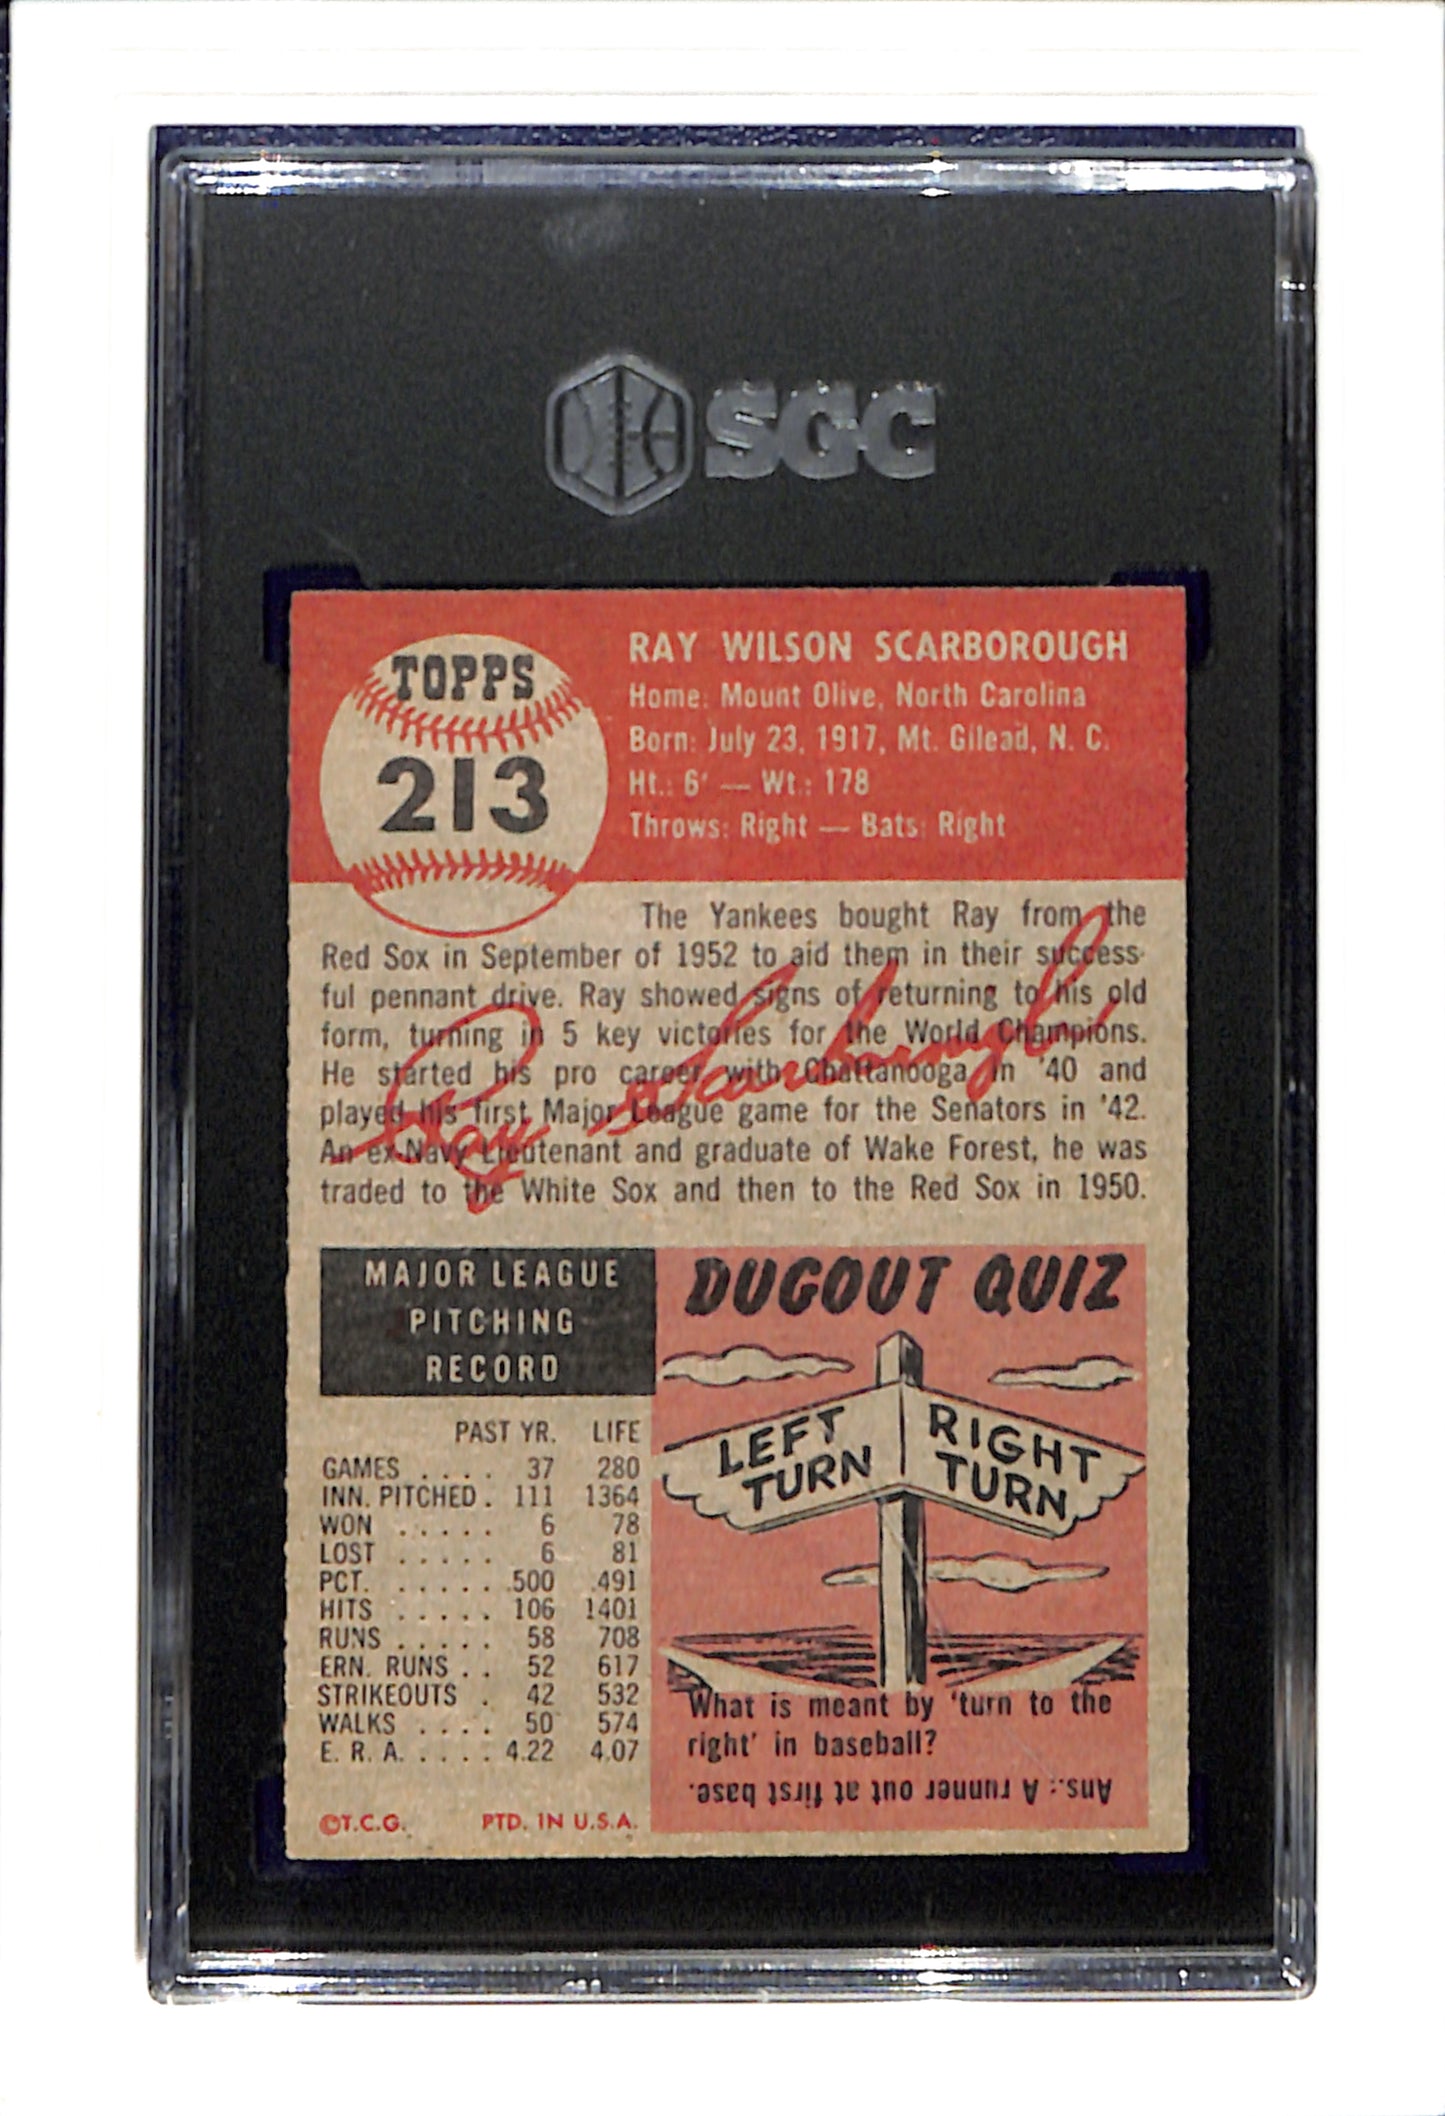 SGC
TOPPS
213
RAY WILSON SCARBOROUGH
Home: Mount Olive, North Carolina
Born: July 23, 1917, Mt. Gilead, N. C.
Ht.: 6' — Wt.: 178
Throws: Right — Bats: Right
The Yankees bought Ray from the
Red Sox in September of 1952 to aid them in their success-
ful pennant drive. Ray showed signs of returning to his old
form, turning in 5 key victories for the World Champions.
He started his pro career with Chattanooga in '40 and
played his first Major League game for the Senators in '42.
An ex-Navy Lieutenant and graduate of Wake Forest, he was
traded to the White Sox and then to the Red Sox in 1950.
Ray Scarborough
MAJOR LEAGUE
PITCHING
RECORD
PAST YR. LIFE
GAMES . . . . 37 280
INN. PITCHED . 111 1364
WON . . . . . 6 78
LOST . . . . . 6 81
PCT. . . . . . .500 .491
HITS . . . . . 106 1401
RUNS . . . . . 58 708
ERN. RUNS . . 52 617
STRIKEOUTS . 42 532
WALKS . . . . 50 574
E. R. A. . . . . 4.22 4.07
©T.C.G. PTD. IN U.S.A.
DUGOUT QUIZ
LEFT
TURN
RIGHT
TURN
What is meant by 'turn to the
right' in baseball?
Ans.: A runner out at first base.